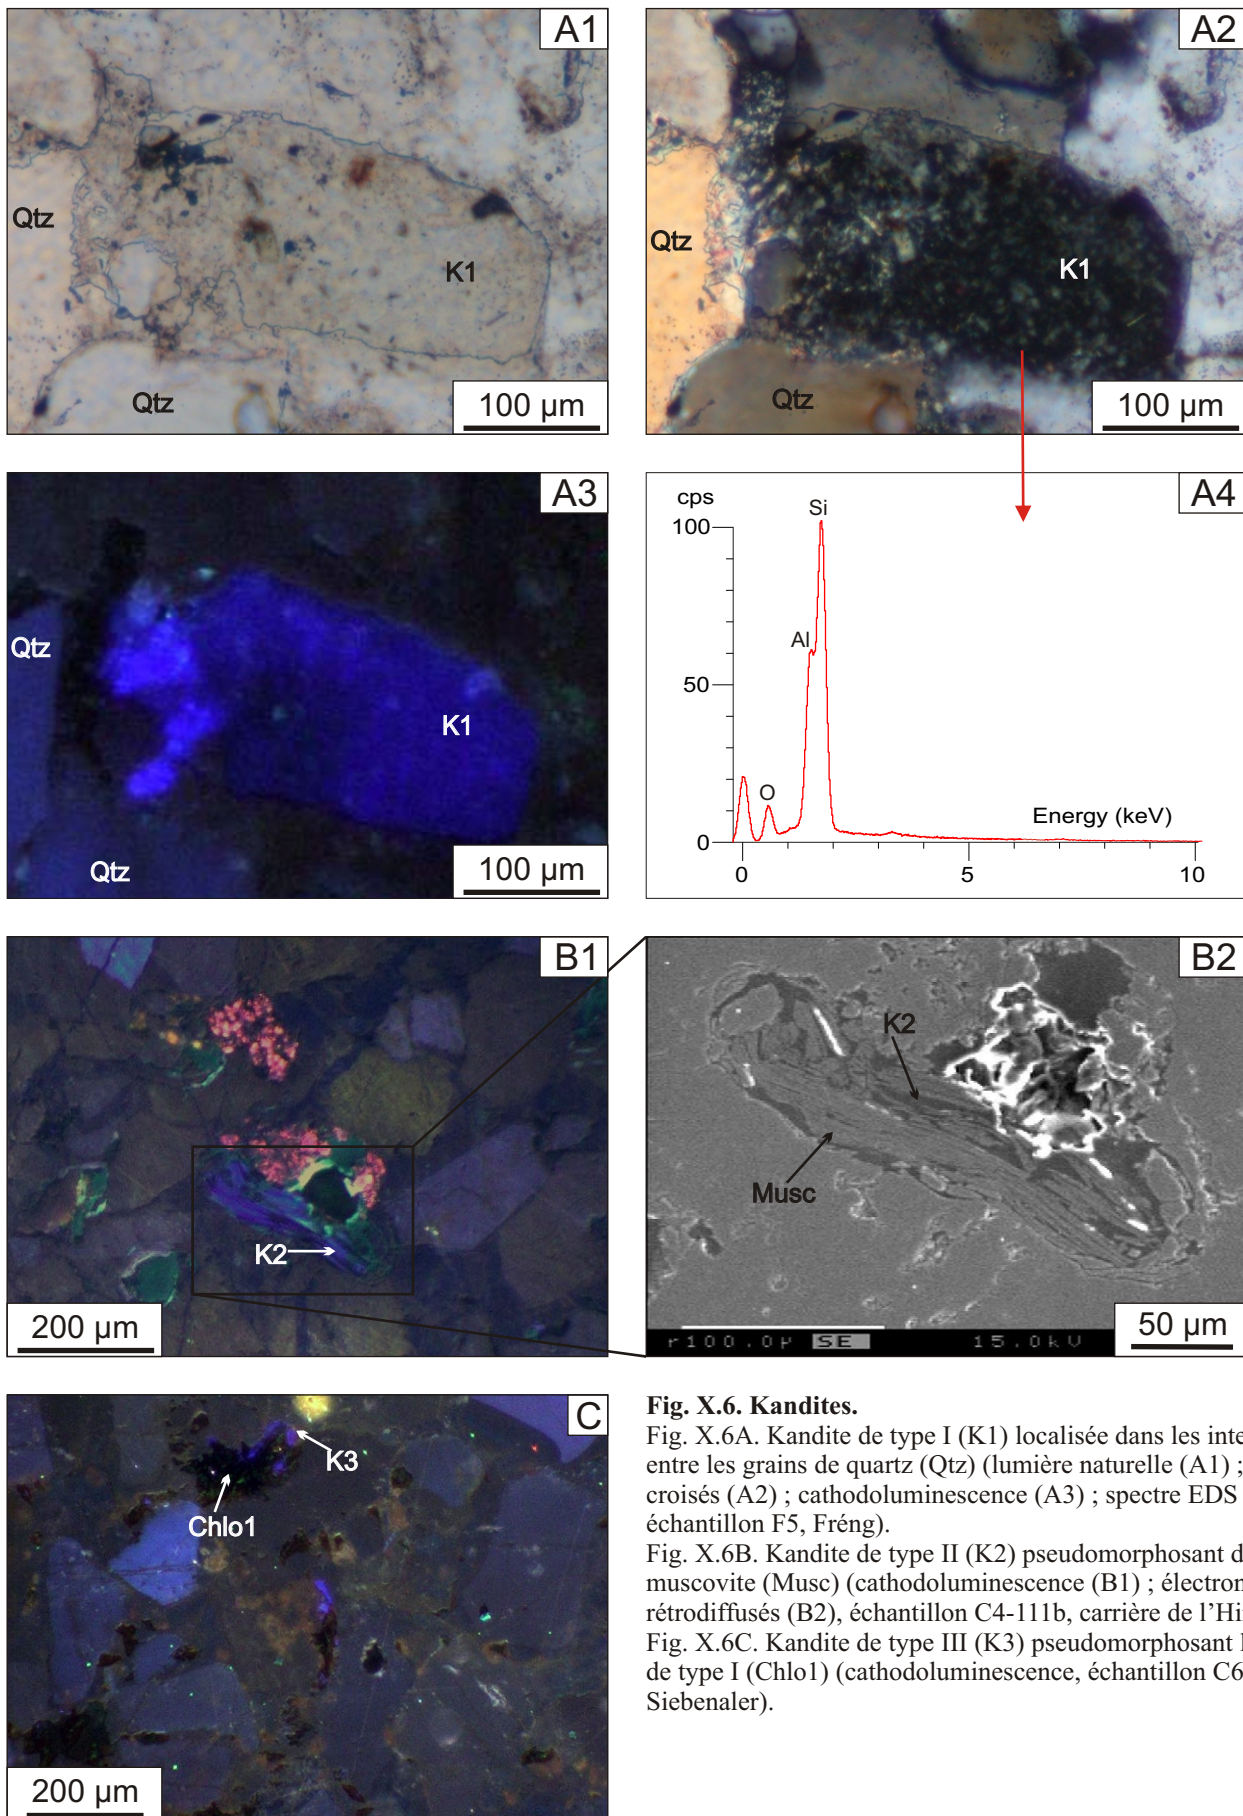 A1
Qtz
K1
Qtz
100 µm
A2
Qtz
K1
Qtz
100 µm
A3
Qtz
K1
Qtz
100 µm
A4
cps
Si
100
Al
50
O
Energy (keV)
0
0
5
10
B1
K2
200 µm
B2
K2
Musc
r100.0µ SE 15.0kU
50 µm
C
K3
Chlo1
200 µm
Fig. X.6. Kandites.
Fig. X.6A. Kandite de type I (K1) localisée dans les
entre les grains de quartz (Qtz) (lumière naturelle (A1) ;
croisés (A2) ; cathodoluminescence (A3) ; spectre EDS
échantillon F5, Fréng).
Fig. X.6B. Kandite de type II (K2) pseudomorphosant
muscovite (Musc) (cathodoluminescence (B1) ;
rétrodiffusés (B2), échantillon C4-111b, carrière de
Fig. X.6C. Kandite de type III (K3) pseudomorphosant
de type I (Chlo1) (cathodoluminescence, échantillon
Siebenaler).